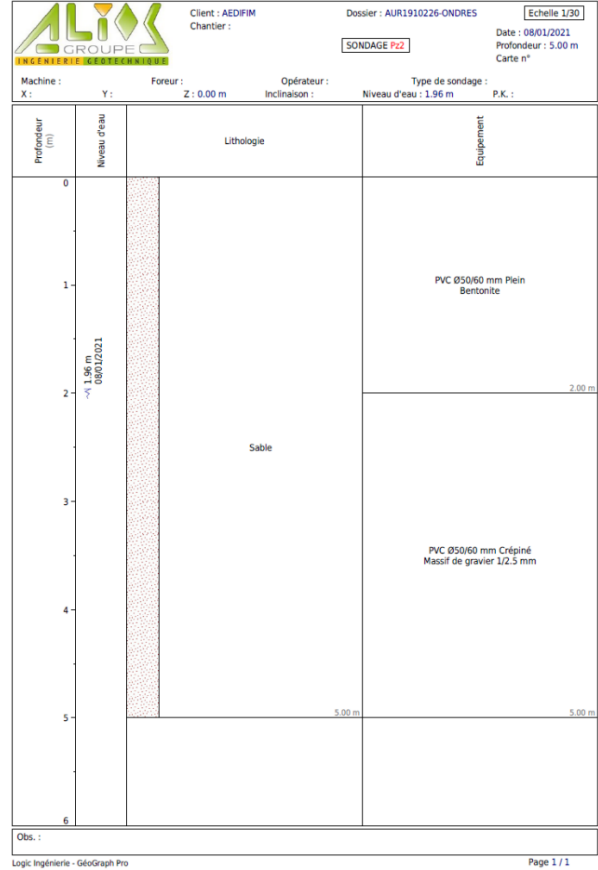 ALIOS
GROUPE
INGENIERIE GEOTECHNIQUE
Client : AEDIFIM
Chantier :
Dossier : AUR1910226-ONDRES
SONDAGE Pz2
Echelle 1/30
Date : 08/01/2021
Profondeur : 5.00 m
Carte n°
Machine : Foreur : Opérateur : Type de sondage :
X : Y : Z : 0.00 m Inclinaison : Niveau d'eau : 1.96 m P.K. :
Profondeur
(m)
Niveau d'eau
Lithologie
Equipement
0
1
2
3
4
5
6
1.96 m
08/01/2021
Sable
5.00 m
PVC Ø50/60 mm Plein
Bentonite
2.00 m
PVC Ø50/60 mm Crépiné
Massif de gravier 1/2.5 mm
5.00 m
Obs. :
Logic Ingénierie - GéoGraph Pro
Page 1 / 1